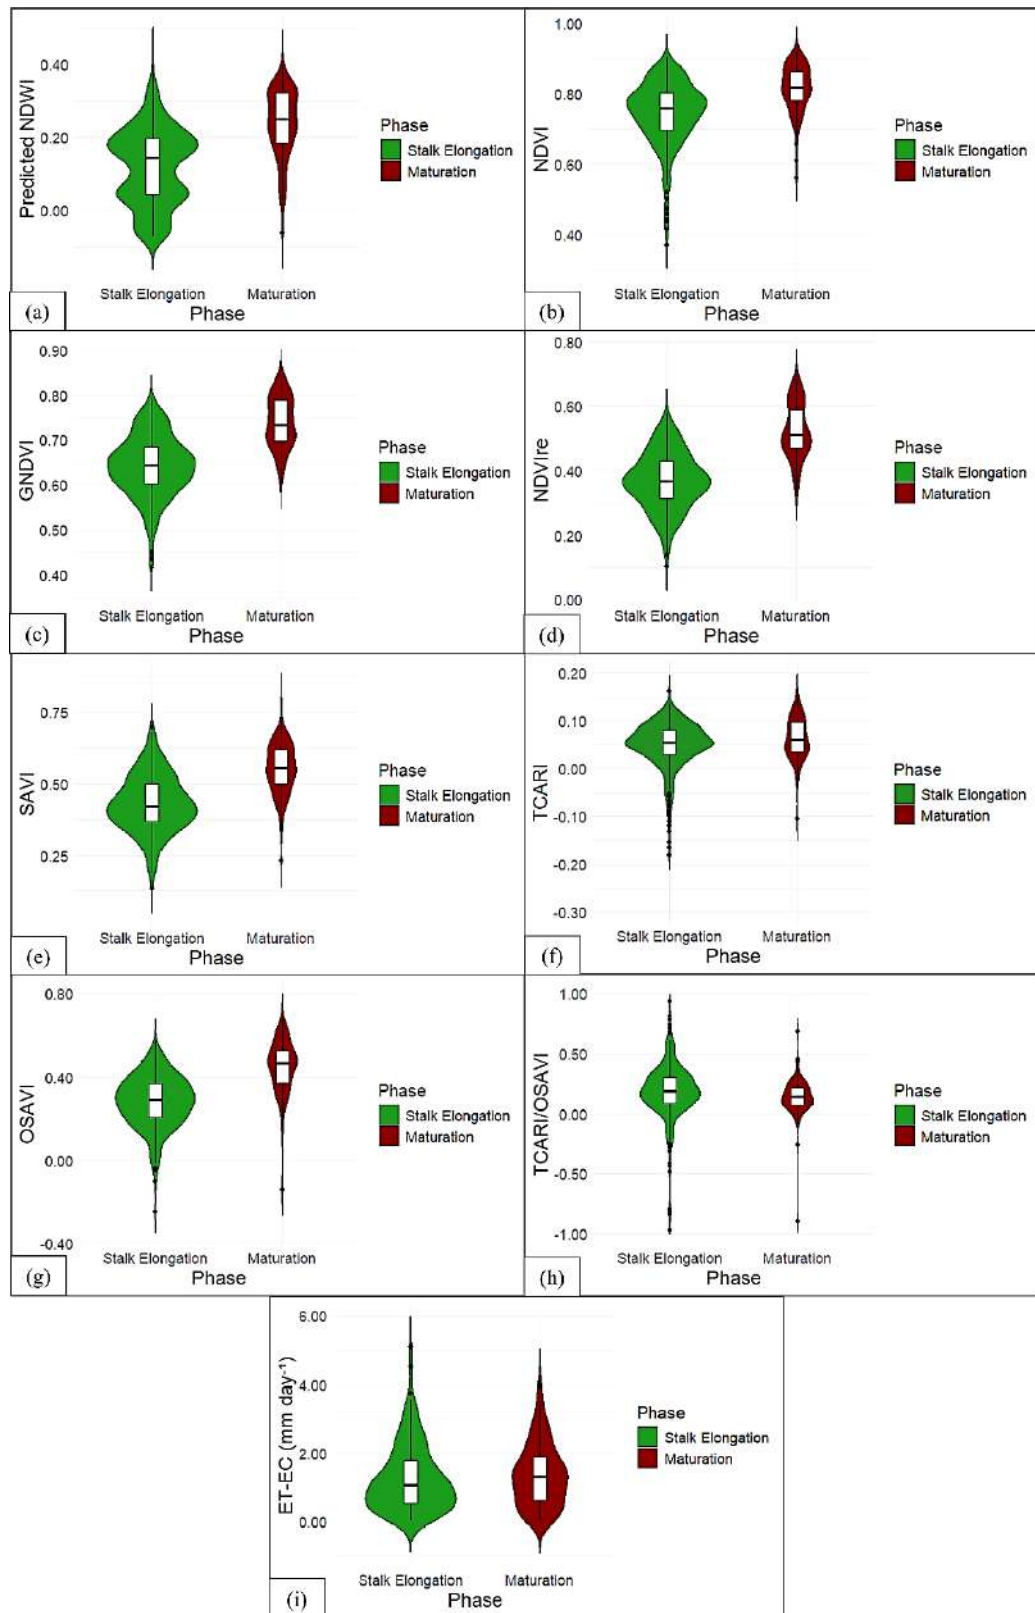 0.40
0.20
0.00
Predicted NDWI
Phase
Stalk Elongation
Maturation
Stalk Elongation
Maturation
Phase
(a)
1.00
0.80
0.60
0.40
NDVI
Phase
Stalk Elongation
Maturation
Stalk Elongation
Maturation
Phase
(b)
0.90
0.80
0.70
0.60
0.50
0.40
GNDVI
Phase
Stalk Elongation
Maturation
Stalk Elongation
Maturation
Phase
(c)
0.80
0.60
0.40
0.20
0.00
NDVIre
Phase
Stalk Elongation
Maturation
Stalk Elongation
Maturation
Phase
(d)
0.75
0.50
0.25
SAVI
Phase
Stalk Elongation
Maturation
Stalk Elongation
Maturation
Phase
(e)
0.20
0.10
0.00
-0.10
-0.20
-0.30
TCARI
Phase
Stalk Elongation
Maturation
Stalk Elongation
Maturation
Phase
(f)
0.80
0.40
0.00
-0.40
OSAVI
Phase
Stalk Elongation
Maturation
Stalk Elongation
Maturation
Phase
(g)
1.00
0.50
0.00
-0.50
-1.00
TCARI/OSAVI
Phase
Stalk Elongation
Maturation
Stalk Elongation
Maturation
Phase
(h)
6.00
4.00
2.00
0.00
ET-EC (mm day⁻¹)
Phase
Stalk Elongation
Maturation
Stalk Elongation
Maturation
Phase
(i)